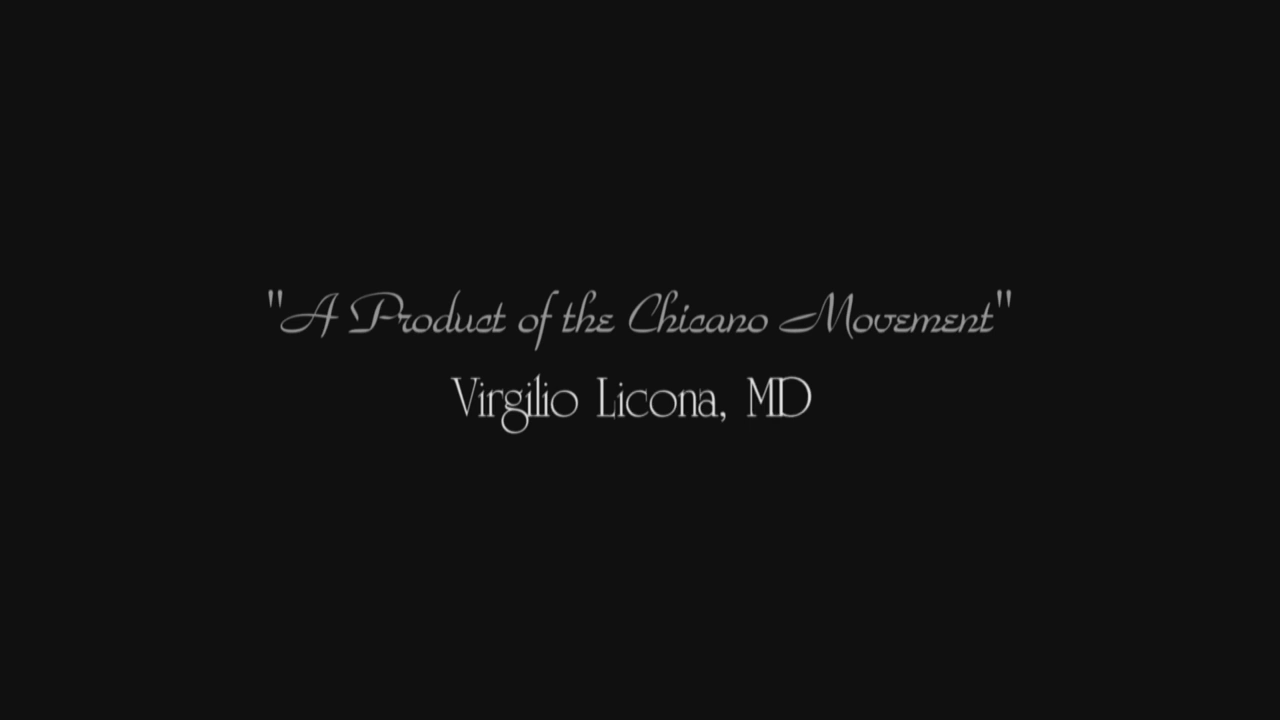 "A Product of the Chicano Movement"
Virgilio Licona, MD